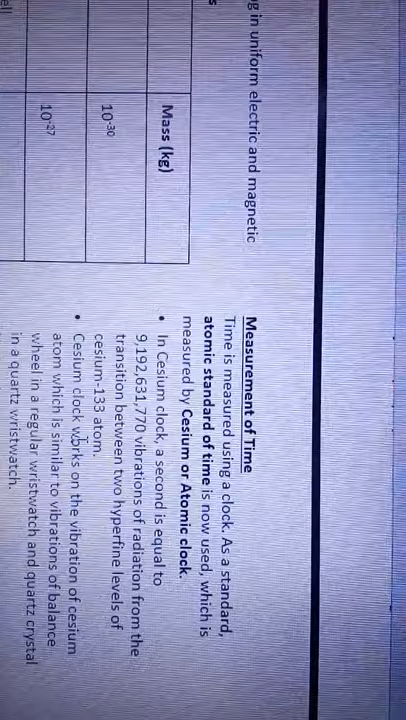 g in uniform electric and magnetic
s
Mass (kg)
10-30
10-27
ell
Measurement of Time
Time is measured using a clock. As a standard,
atomic standard of time is now used, which is
measured by Cesium or Atomic clock.
• In Cesium clock, a second is equal to
9,192,631,770 vibrations of radiation from the
transition between two hyperfine levels of
cesium-133 atom.
• Cesium clock works on the vibration of cesium
atom which is similar to vibrations of balance
wheel in a regular wristwatch and quartz crystal
in a quartz wristwatch.